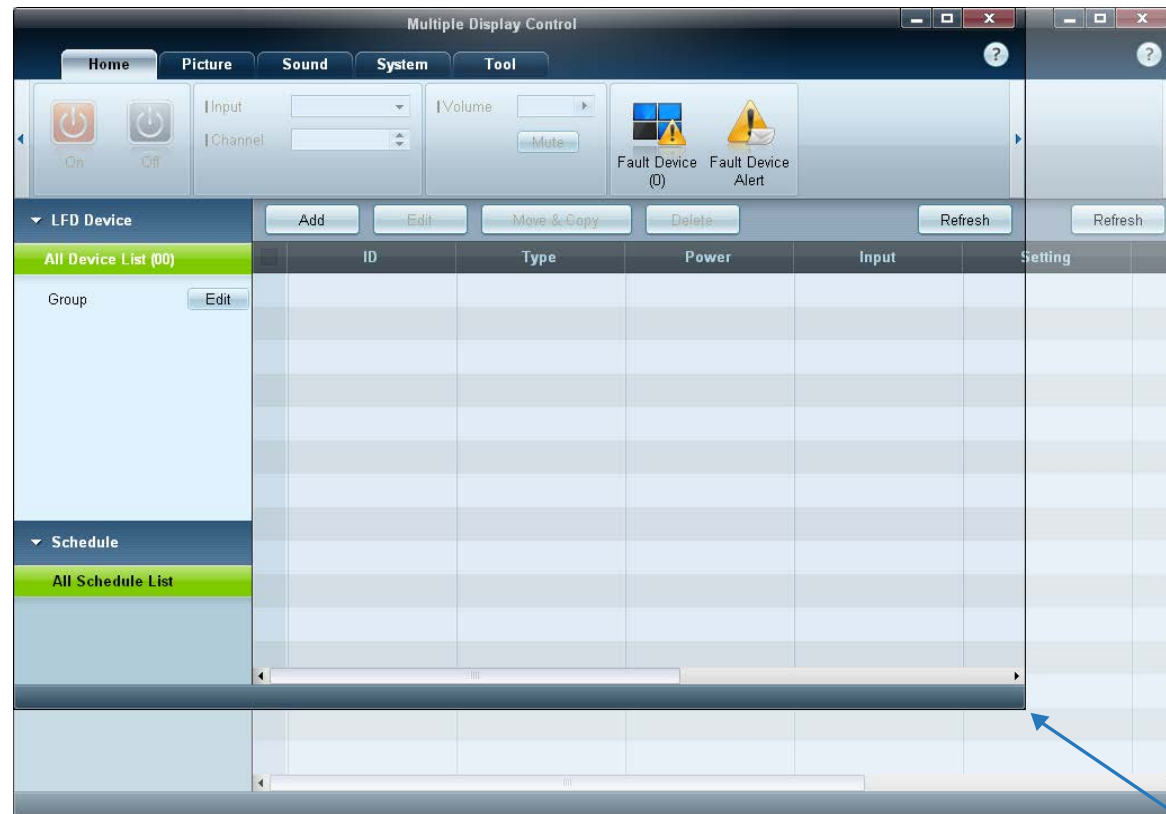 Multiple Display Control
Home Picture Sound System Tool
Input
Channel
Volume
Mute
On Off
Fault Device (0)
Fault Device Alert
LFD Device
Add Edit Move & Copy Delete Refresh Refresh
All Device List (00)
ID Type Power Input Setting
Group Edit
Schedule
All Schedule List